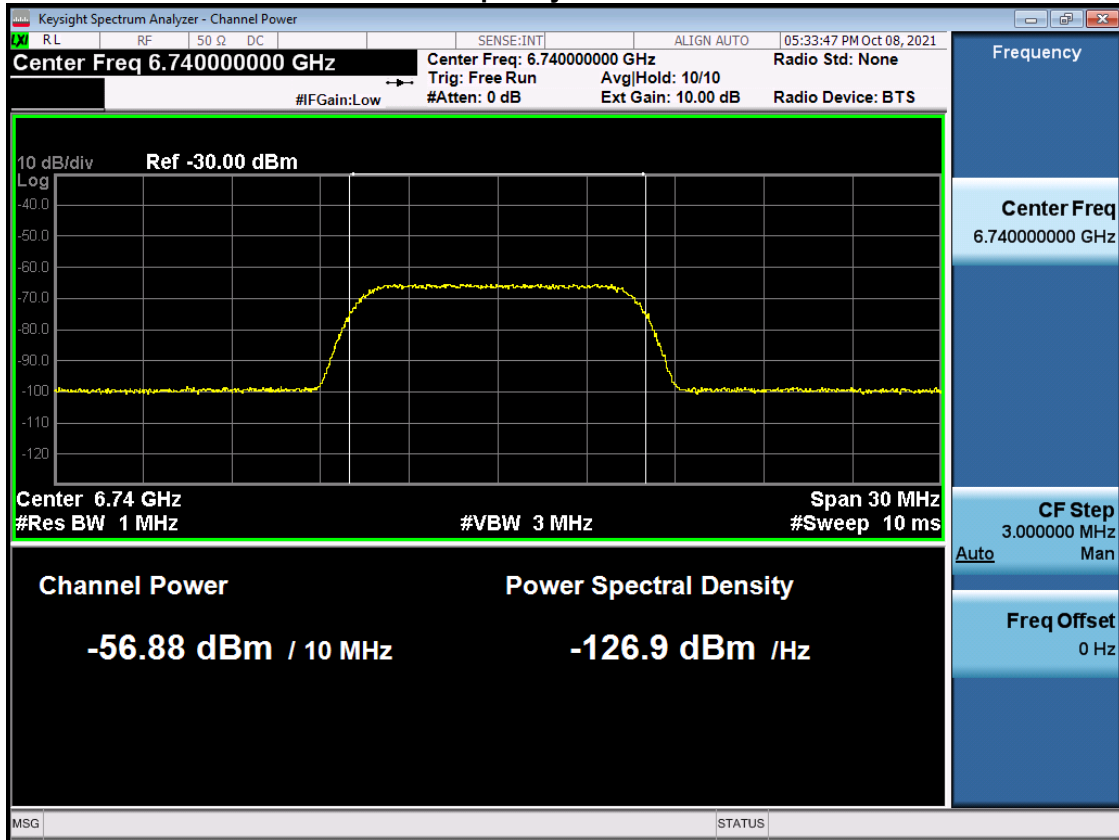 Keysight Spectrum Analyzer - Channel Power
LXI RL RF 50 Ω DC SENSE:INT ALIGN AUTO 05:33:47 PM Oct 08, 2021
Center Freq 6.740000000 GHz
Center Freq: 6.740000000 GHz Radio Std: None
Trig: Free Run Avg|Hold: 10/10
#IFGain:Low #Atten: 0 dB Ext Gain: 10.00 dB Radio Device: BTS
10 dB/div Ref -30.00 dBm
Log
-40.0
-50.0
-60.0
-70.0
-80.0
-90.0
-100
-110
-120
Center 6.74 GHz Span 30 MHz
#Res BW 1 MHz #VBW 3 MHz #Sweep 10 ms
Channel Power Power Spectral Density
-56.88 dBm / 10 MHz -126.9 dBm /Hz
Frequency
Center Freq
6.740000000 GHz
CF Step
3.000000 MHz
Auto Man
Freq Offset
0 Hz
MSG STATUS